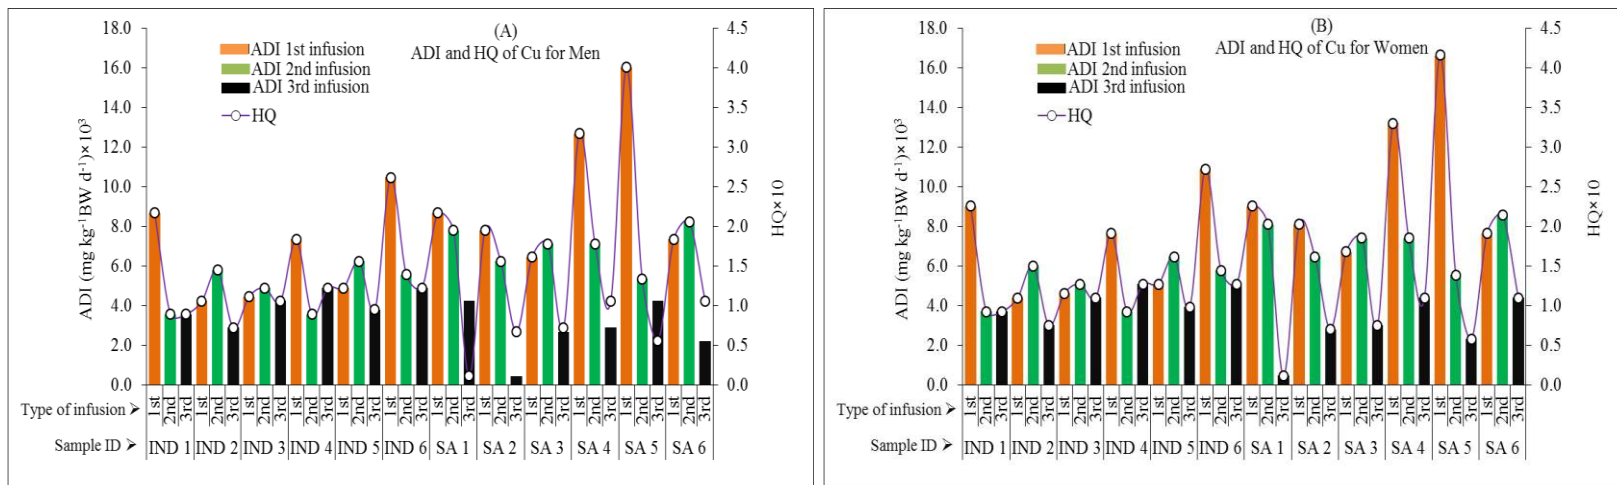 (A)
ADI and HQ of Cu for Men
ADI 1st infusion
ADI 2nd infusion
ADI 3rd infusion
HQ
ADI (mg kg⁻¹BW d⁻¹)×10³
18.0
16.0
14.0
12.0
10.0
8.0
6.0
4.0
2.0
0.0
4.5
4.0
3.5
3.0
2.5
2.0
1.5
1.0
0.5
0.0
HQ×10
Type of infusion ➢ 1st 2nd 3rd 1st 2nd 3rd 1st 2nd 3rd 1st 2nd 3rd 1st 2nd 3rd 1st 2nd 3rd 1st 2nd 3rd 1st 2nd 3rd 1st 2nd 3rd 1st 2nd 3rd 1st 2nd 3rd 1st 2nd 3rd
Sample ID ➢ IND 1 IND 2 IND 3 IND 4 IND 5 IND 6 SA 1 SA 2 SA 3 SA 4 SA 5 SA 6
(B)
ADI and HQ of Cu for Women
ADI 1st infusion
ADI 2nd infusion
ADI 3rd infusion
HQ
ADI (mg kg⁻¹BW d⁻¹)×10³
18.0
16.0
14.0
12.0
10.0
8.0
6.0
4.0
2.0
0.0
4.5
4.0
3.5
3.0
2.5
2.0
1.5
1.0
0.5
0.0
HQ×10
Type of infusion ➢ 1st 2nd 3rd 1st 2nd 3rd 1st 2nd 3rd 1st 2nd 3rd 1st 2nd 3rd 1st 2nd 3rd 1st 2nd 3rd 1st 2nd 3rd 1st 2nd 3rd 1st 2nd 3rd 1st 2nd 3rd 1st 2nd 3rd
Sample ID ➢ IND 1 IND 2 IND 3 IND 4 IND 5 IND 6 SA 1 SA 2 SA 3 SA 4 SA 5 SA 6